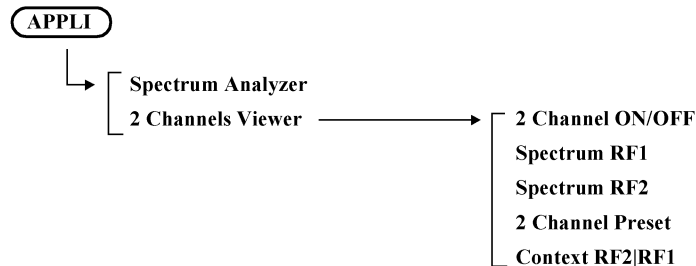 APPLI
Spectrum Analyzer
2 Channels Viewer
2 Channel ON/OFF
Spectrum RF1
Spectrum RF2
2 Channel Preset
Context RF2|RF1